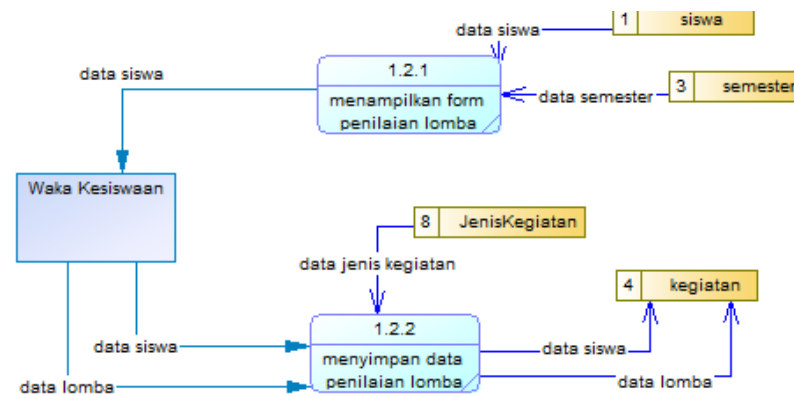 1 siswa
data siswa
1.2.1
data siswa
menampilkan form
penilaian lomba
data semester
3 semester
Waka Kesiswaan
8 JenisKegiatan
data jenis kegiatan
4 kegiatan
1.2.2
data siswa
data siswa
menyimpan data
penilaian lomba
data lomba
data lomba